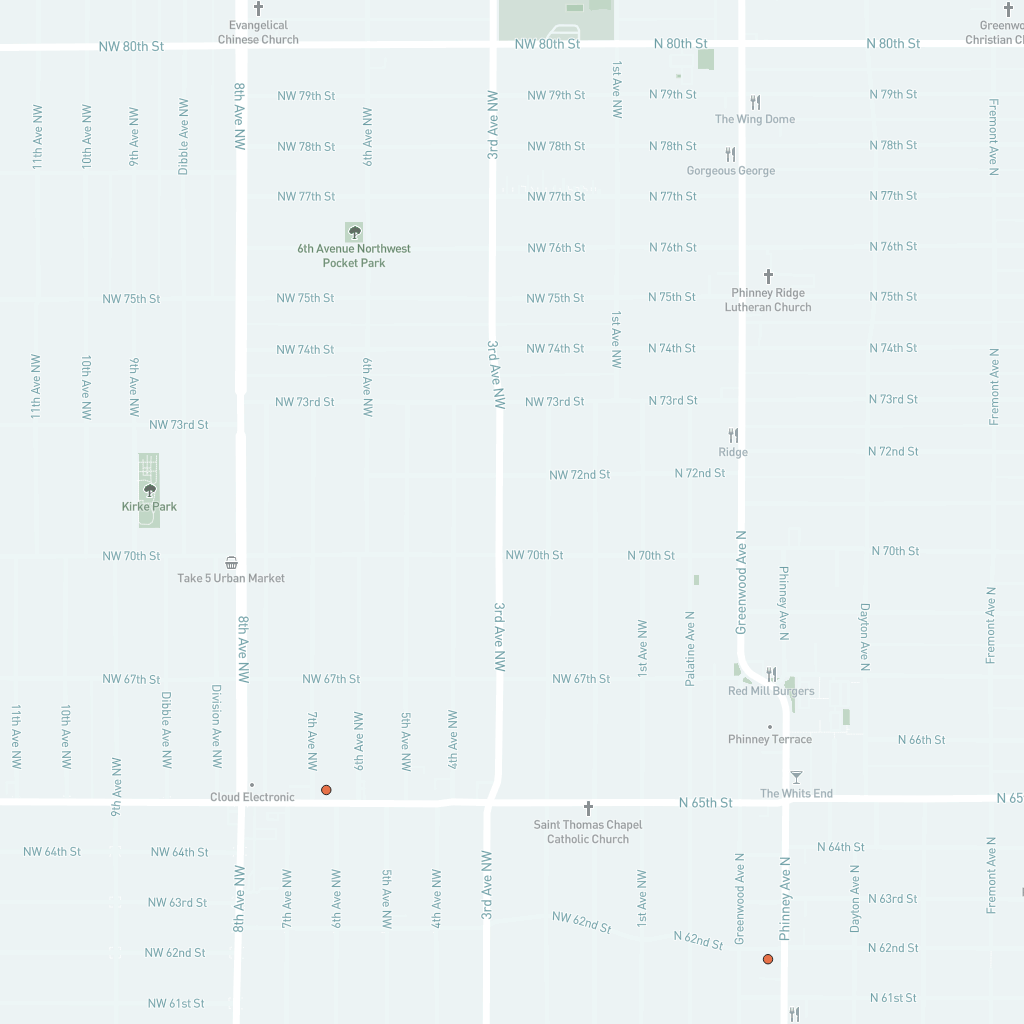 Evangelical
Chinese Church
Greenwo
Christian Ch
NW 80th St
NW 80th St
N 80th St
N 80th St
8th Ave NW
3rd Ave NW
1st Ave NW
NW 79th St
NW 79th St
N 79th St
N 79th St
The Wing Dome
11th Ave NW
10th Ave NW
9th Ave NW
Dibble Ave NW
6th Ave NW
Fremont Ave N
NW 78th St
NW 78th St
N 78th St
N 78th St
Gorgeous George
NW 77th St
NW 77th St
N 77th St
N 77th St
6th Avenue Northwest
Pocket Park
NW 76th St
N 76th St
N 76th St
NW 75th St
NW 75th St
NW 75th St
N 75th St
N 75th St
Phinney Ridge
Lutheran Church
1st Ave NW
NW 74th St
NW 74th St
N 74th St
N 74th St
11th Ave NW
10th Ave NW
9th Ave NW
6th Ave NW
3rd Ave NW
Fremont Ave N
NW 73rd St
NW 73rd St
N 73rd St
N 73rd St
NW 73rd St
Ridge
N 72nd St
NW 72nd St
N 72nd St
Kirke Park
NW 70th St
NW 70th St
N 70th St
N 70th St
Take 5 Urban Market
Greenwood Ave N
Phinney Ave N
8th Ave NW
3rd Ave NW
1st Ave NW
Palatine Ave N
Dayton Ave N
Fremont Ave N
NW 67th St
NW 67th St
NW 67th St
Red Mill Burgers
11th Ave NW
10th Ave NW
Dibble Ave NW
Division Ave NW
7th Ave NW
6th Ave NW
5th Ave NW
4th Ave NW
Phinney Terrace
N 66th St
9th Ave NW
Cloud Electronic
The Whits End
N 65th St
N 65
Saint Thomas Chapel
Catholic Church
NW 64th St
NW 64th St
N 64th St
8th Ave NW
7th Ave NW
6th Ave NW
5th Ave NW
4th Ave NW
3rd Ave NW
1st Ave NW
Greenwood Ave N
Phinney Ave N
Dayton Ave N
Fremont Ave N
NW 63rd St
N 63rd St
NW 62nd St
N 62nd St
NW 62nd St
N 62nd St
NW 61st St
N 61st St